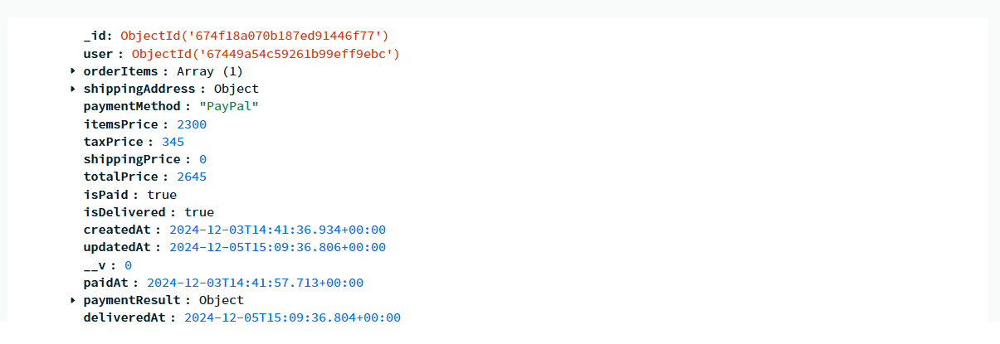 _id: ObjectId('674f18a070b187ed91446f77')
user : ObjectId('67449a54c59261b99eff9ebc')
orderItems : Array (1)
shippingAddress : Object
paymentMethod : "PayPal"
itemsPrice : 2300
taxPrice : 345
shippingPrice : 0
totalPrice : 2645
isPaid : true
isDelivered : true
createdAt : 2024-12-03T14:41:36.934+00:00
updatedAt : 2024-12-05T15:09:36.806+00:00
__v : 0
paidAt : 2024-12-03T14:41:57.713+00:00
paymentResult : Object
deliveredAt : 2024-12-05T15:09:36.804+00:00